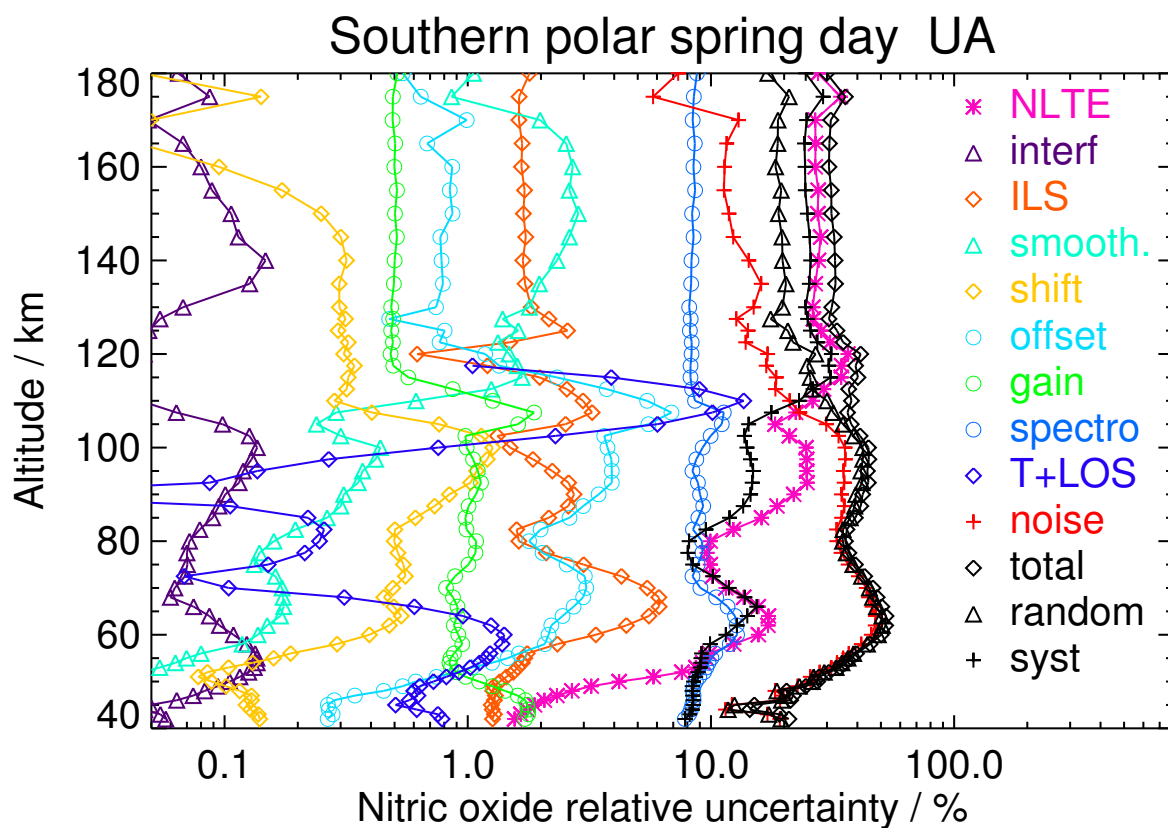 Southern polar spring day UA
Altitude / km
180
160
140
120
100
80
60
40
NLTE
interf
ILS
smooth.
shift
offset
gain
spectro
T+LOS
noise
total
random
syst
0.1 1.0 10.0 100.0
Nitric oxide relative uncertainty / %